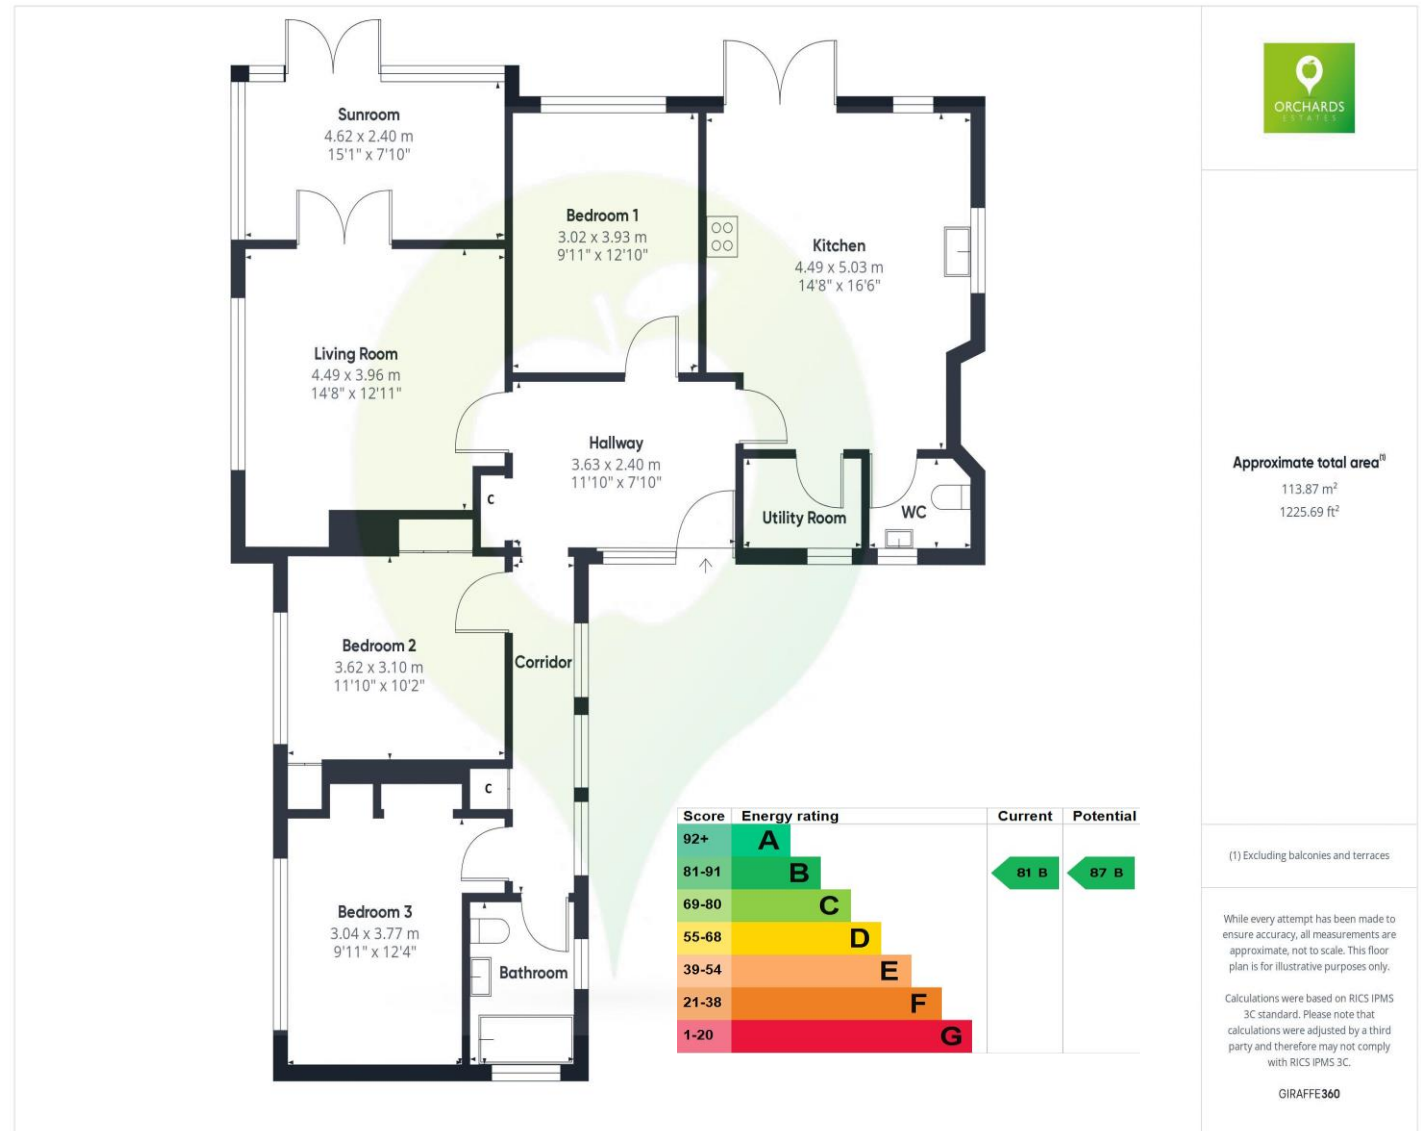 Sunroom
4.62 x 2.40 m
15'1" x 7'10"
Bedroom 1
3.02 x 3.93 m
9'11" x 12'10"
Kitchen
4.49 x 5.03 m
14'8" x 16'6"
Living Room
4.49 x 3.96 m
14'8" x 12'11"
Hallway
3.63 x 2.40 m
11'10" x 7'10"
C
Utility Room
WC
Bedroom 2
3.62 x 3.10 m
11'10" x 10'2"
Corridor
C
Bedroom 3
3.04 x 3.77 m
9'11" x 12'4"
Bathroom
Score Energy rating Current Potential
92+ A
81-91 B 81 B 87 B
69-80 C
55-68 D
39-54 E
21-38 F
1-20 G
ORCHARDS
ESTATES
Approximate total area(1)
113.87 m²
1225.69 ft²
(1) Excluding balconies and terraces
While every attempt has been made to
ensure accuracy, all measurements are
approximate, not to scale. This floor
plan is for illustrative purposes only.
Calculations were based on RICS IPMS
3C standard. Please note that
calculations were adjusted by a third
party and therefore may not comply
with RICS IPMS 3C.
GIRAFFE360